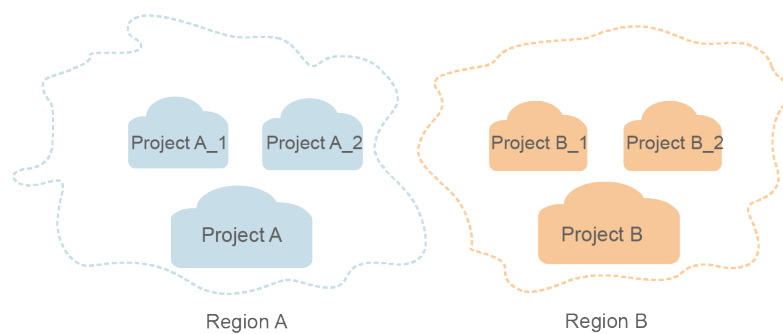 Project A_1
Project A_2
Project A
Region A
Project B_1
Project B_2
Project B
Region B